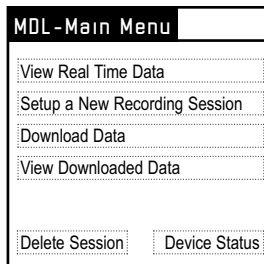 MDL-Main Menu
View Real Time Data
Setup a New Recording Session
Download Data
View Downloaded Data
Delete Session Device Status